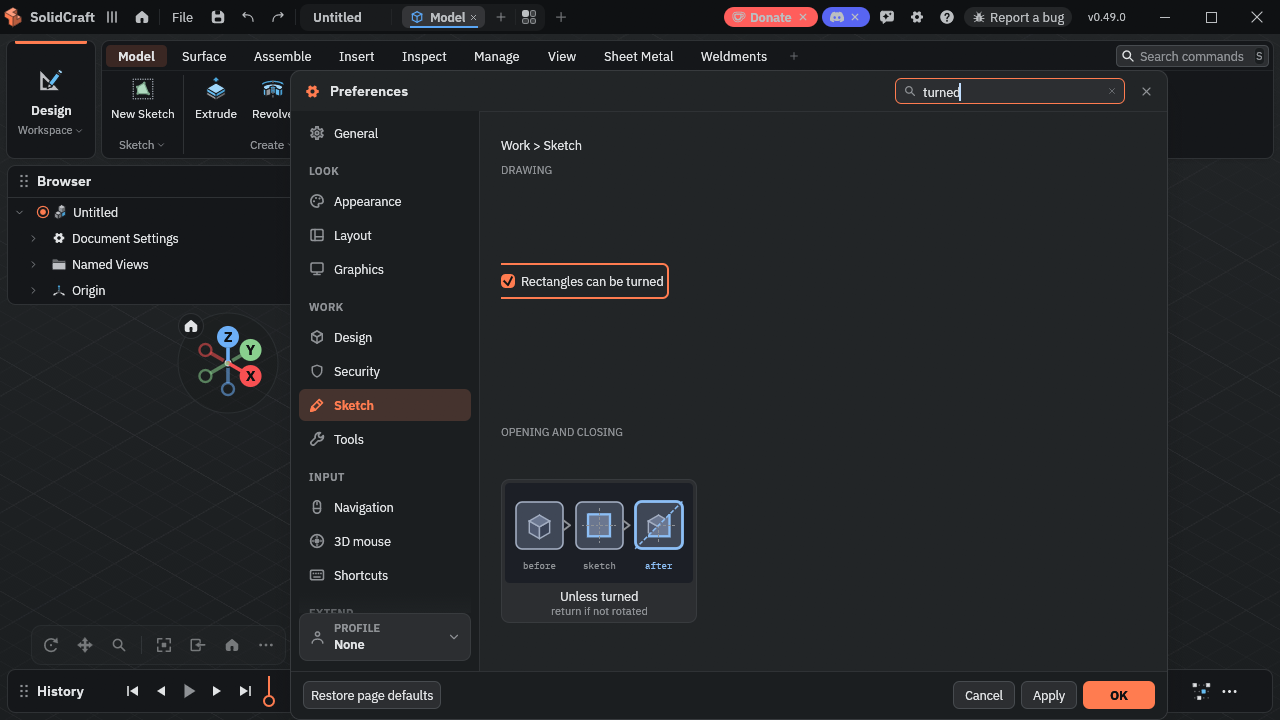 SolidCraft
File
Untitled
Model
Donate
Report a bug
v0.49.0
Design
Workspace
Model
Surface
Assemble
Insert
Inspect
Manage
View
Sheet Metal
Weldments
Search commands
S
New Sketch
Extrude
Revolve
Sketch
Create
Browser
Untitled
Document Settings
Named Views
Origin
Z
Y
X
Preferences
turned
General
LOOK
Appearance
Layout
Graphics
WORK
Design
Security
Sketch
Tools
INPUT
Navigation
3D mouse
Shortcuts
EXTEND
PROFILE
None
Work > Sketch
DRAWING
Rectangles can be turned
OPENING AND CLOSING
before
sketch
after
Unless turned
return if not rotated
Restore page defaults
Cancel
Apply
OK
History